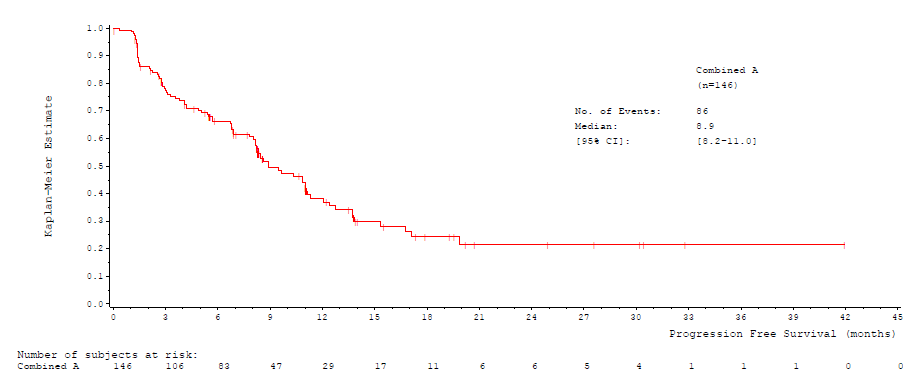 Combined A
(n=146)
No. of Events: 86
Median: 8.9
[95% CI]: [8.2-11.0]
Kaplan-Meier Estimate
1.0
0.9
0.8
0.7
0.6
0.5
0.4
0.3
0.2
0.1
0.0
0 3 6 9 12 15 18 21 24 27 30 33 36 39 42 45
Progression Free Survival (months)
Number of subjects at risk:
Combined A 146 106 83 47 29 17 11 6 6 5 4 1 1 1 0 0